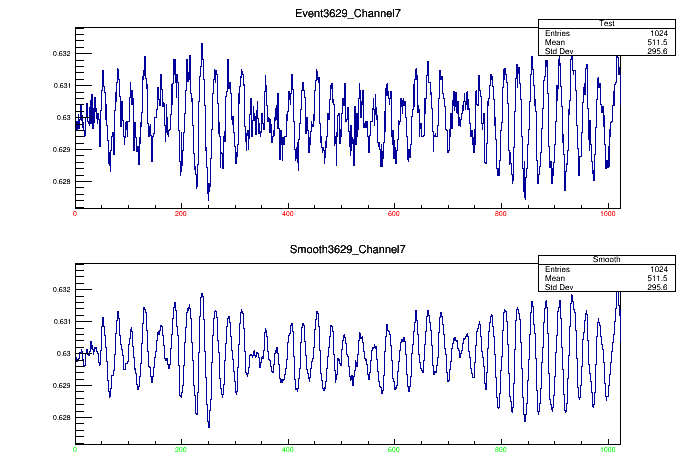 Event3629_Channel7
Test
Entries 1024
Mean 511.5
Std Dev 295.6
0.632
0.631
0.63
0.629
0.628
0 200 400 600 800 1000
Smooth3629_Channel7
Smooth
Entries 1024
Mean 511.5
Std Dev 295.6
0.632
0.631
0.63
0.629
0.628
0 200 400 600 800 1000